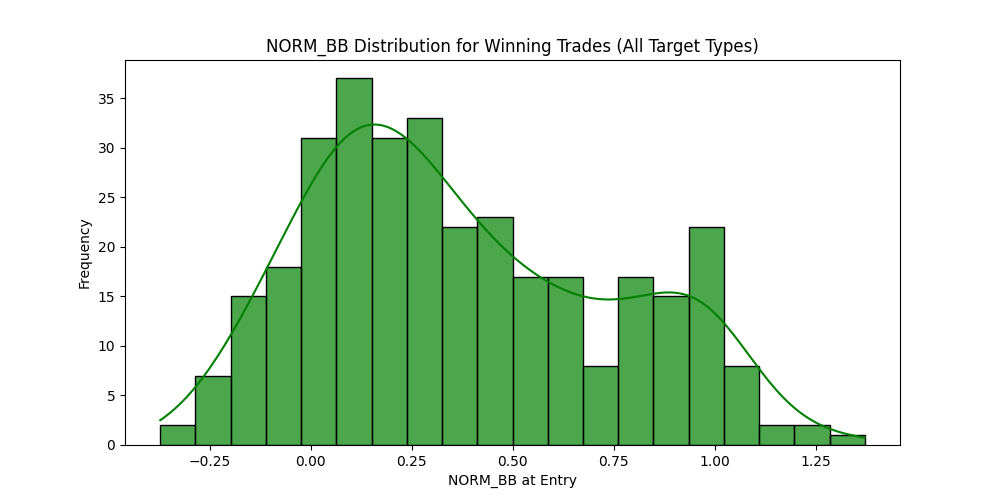 NORM_BB Distribution for Winning Trades (All Target Types)
35
30
25
20
15
10
5
0
Frequency
−0.25 0.00 0.25 0.50 0.75 1.00 1.25
NORM_BB at Entry